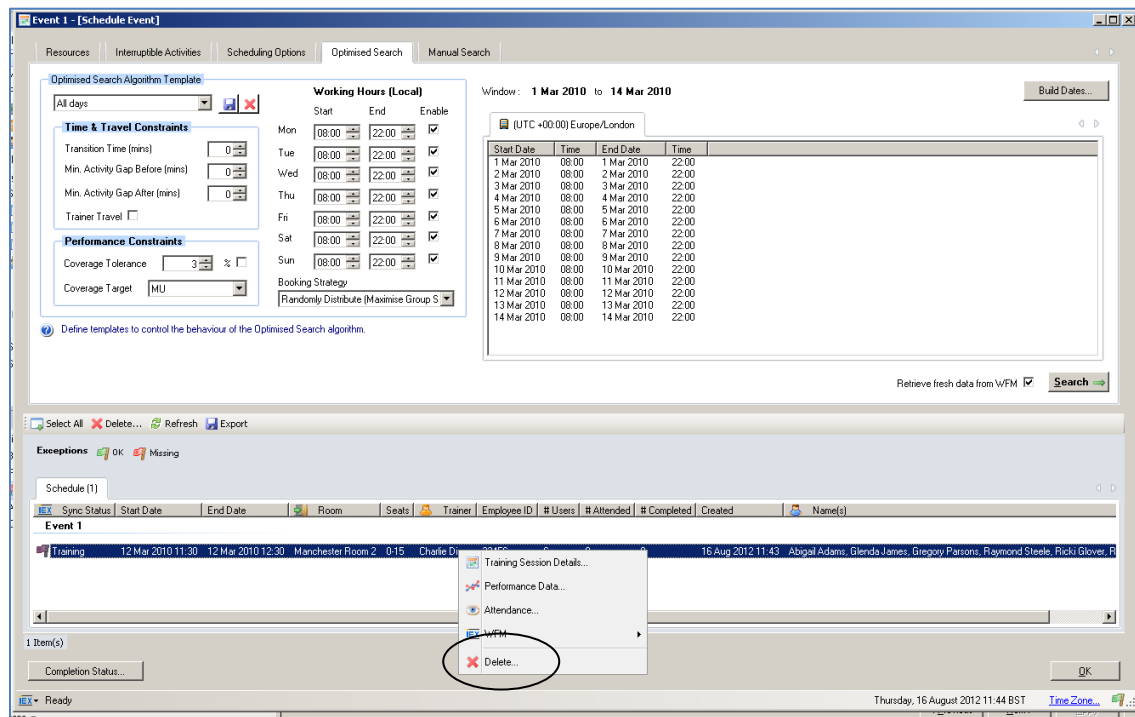 Event 1 - [Schedule Event]
Resources Interruptible Activities Scheduling Options Optimised Search Manual Search
Optimised Search Algorithm Template
All days
Time & Travel Constraints
Transition Time (mins) 0
Min. Activity Gap Before (mins) 0
Min. Activity Gap After (mins) 0
Trainer Travel
Performance Constraints
Coverage Tolerance 3 %
Coverage Target MU
Working Hours (Local)
Start End Enable
Mon 08:00 22:00
Tue 08:00 22:00
Wed 08:00 22:00
Thu 08:00 22:00
Fri 08:00 22:00
Sat 08:00 22:00
Sun 08:00 22:00
Booking Strategy
Randomly Distribute (Maximise Group S
Define templates to control the behaviour of the Optimised Search algorithm.
Window : 1 Mar 2010 to 14 Mar 2010
Build Dates...
(UTC +00:00) Europe/London
Start Date Time End Date Time
1 Mar 2010 08:00 1 Mar 2010 22:00
2 Mar 2010 08:00 2 Mar 2010 22:00
3 Mar 2010 08:00 3 Mar 2010 22:00
4 Mar 2010 08:00 4 Mar 2010 22:00
5 Mar 2010 08:00 5 Mar 2010 22:00
6 Mar 2010 08:00 6 Mar 2010 22:00
7 Mar 2010 08:00 7 Mar 2010 22:00
8 Mar 2010 08:00 8 Mar 2010 22:00
9 Mar 2010 08:00 9 Mar 2010 22:00
10 Mar 2010 08:00 10 Mar 2010 22:00
11 Mar 2010 08:00 11 Mar 2010 22:00
12 Mar 2010 08:00 12 Mar 2010 22:00
13 Mar 2010 08:00 13 Mar 2010 22:00
14 Mar 2010 08:00 14 Mar 2010 22:00
Retrieve fresh data from WFM
Search
Select All Delete... Refresh Export
Exceptions OK Missing
Schedule (1)
IEX Sync Status Start Date End Date Room Seats Trainer Employee ID # Users # Attended # Completed Created Name(s)
Event 1
Training 12 Mar 2010 11:30 12 Mar 2010 12:30 Manchester Room 2 0-15 Charlie 16 Aug 2012 11:43 Abigail Adams, Glenda James, Gregory Parsons, Raymond Steele, Ricki Glover, R
Training Session Details...
Performance Data...
Attendance...
IEX WFM
Delete...
1 Item(s)
Completion Status...
OK
IEX Ready
Thursday, 16 August 2012 11:44 BST
Time Zone...